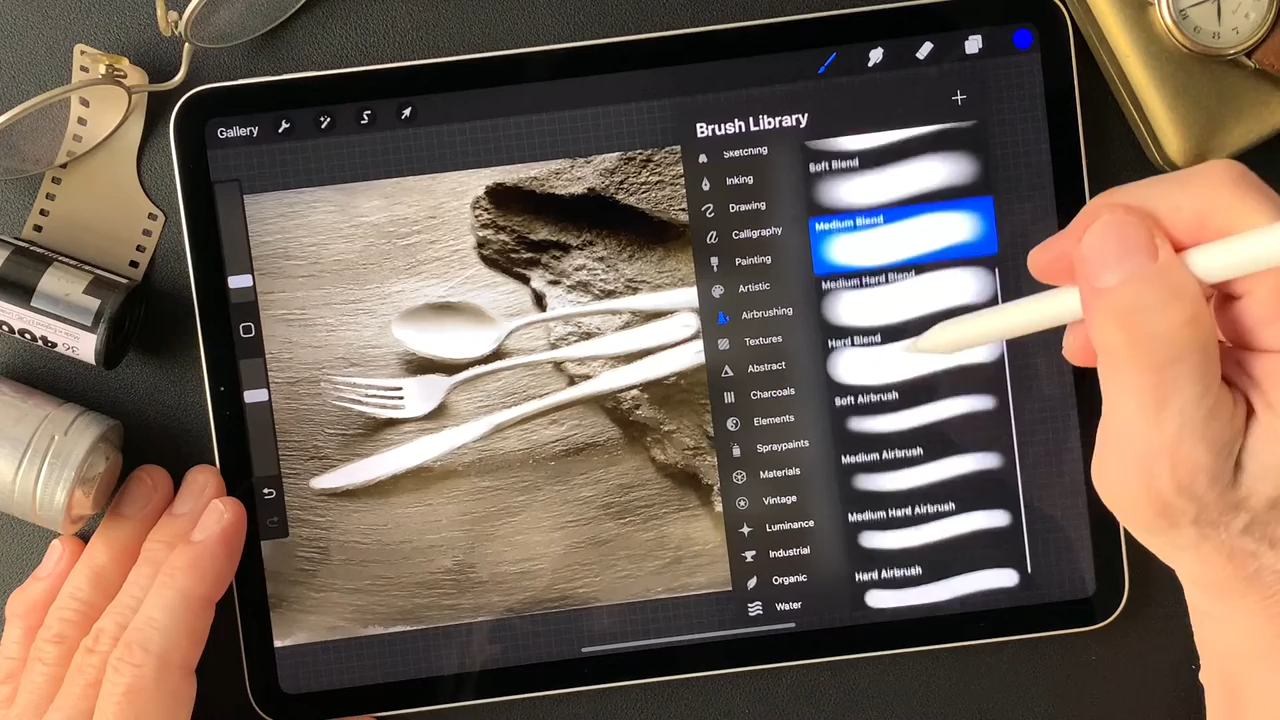 Gallery
Brush Library
Sketching
Inking
Drawing
Calligraphy
Painting
Artistic
Airbrushing
Textures
Abstract
Charcoals
Elements
Spraypaints
Materials
Vintage
Luminance
Industrial
Organic
Water
Soft Blend
Medium Blend
Medium Hard Blend
Hard Blend
Soft Airbrush
Medium Airbrush
Medium Hard Airbrush
Hard Airbrush
36
400